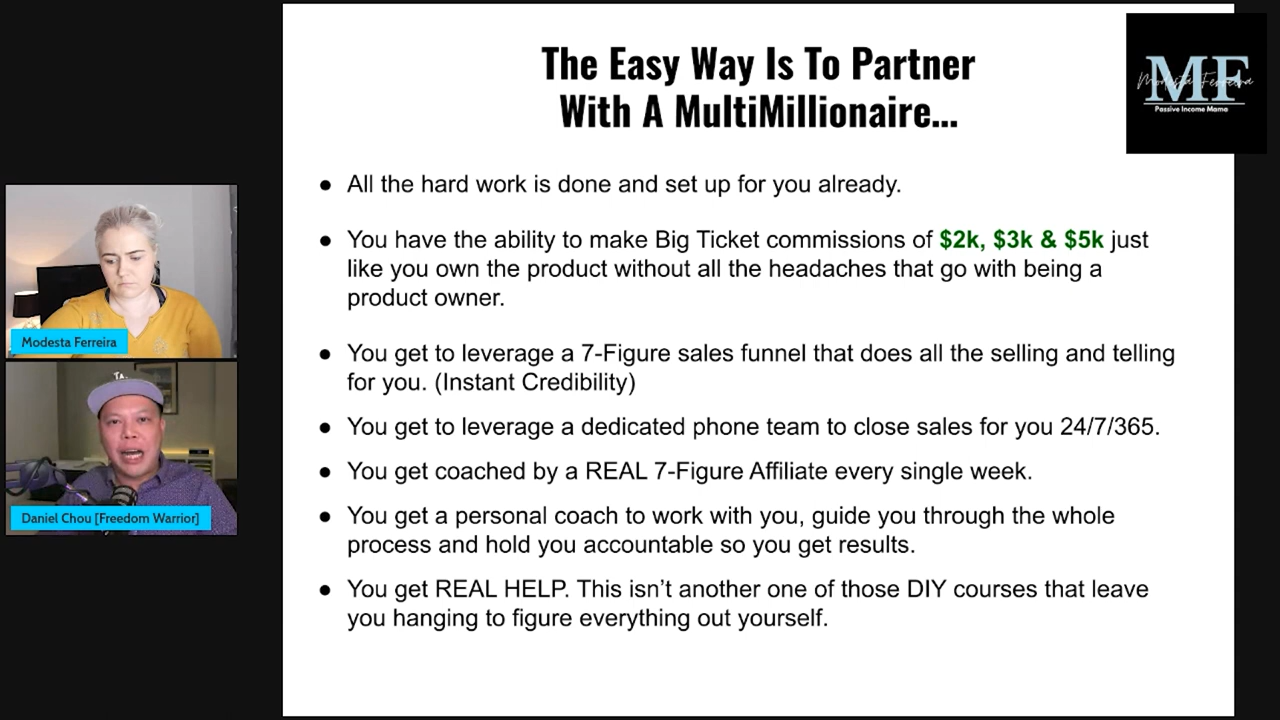 The Easy Way Is To Partner
With A MultiMillionaire...
MF
Modesta Ferreira
Passive Income Mama
● All the hard work is done and set up for you already.
● You have the ability to make Big Ticket commissions of $2k, $3k & $5k just
like you own the product without all the headaches that go with being a
product owner.
● You get to leverage a 7-Figure sales funnel that does all the selling and telling
for you. (Instant Credibility)
● You get to leverage a dedicated phone team to close sales for you 24/7/365.
● You get coached by a REAL 7-Figure Affiliate every single week.
● You get a personal coach to work with you, guide you through the whole
process and hold you accountable so you get results.
● You get REAL HELP. This isn’t another one of those DIY courses that leave
you hanging to figure everything out yourself.
Modesta Ferreira
Daniel Chou [Freedom Warrior]